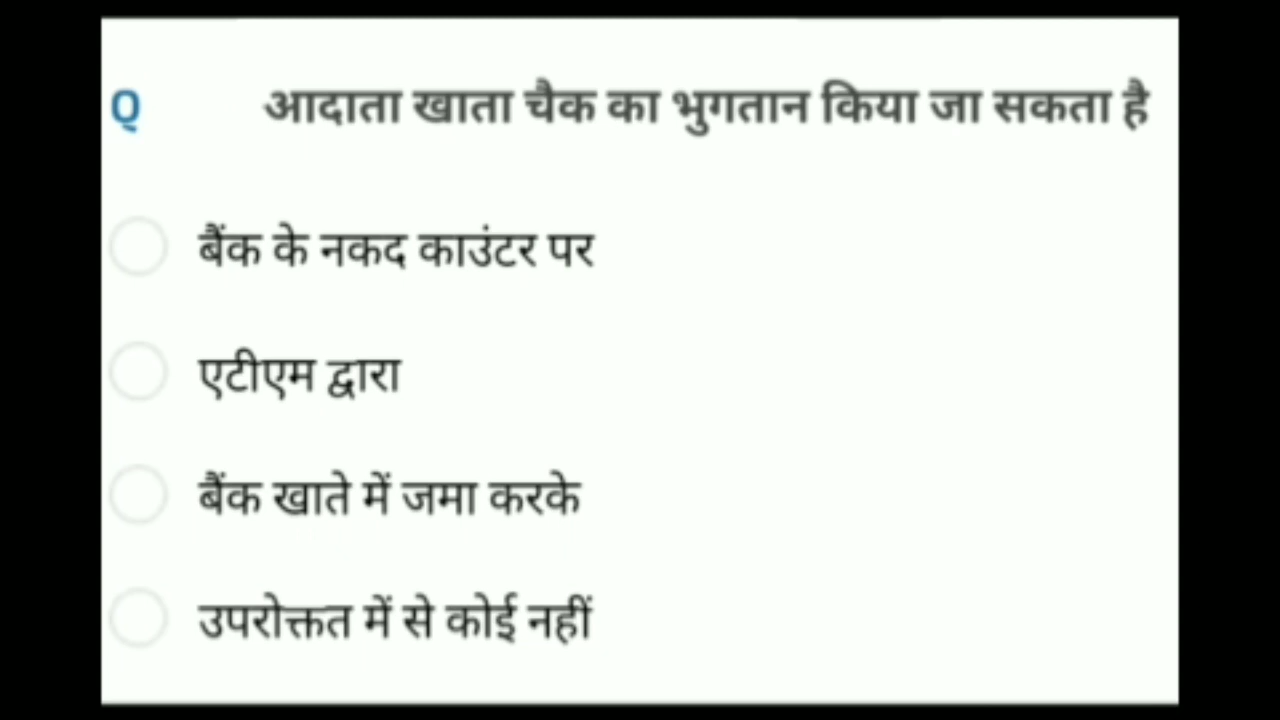 Q आदाता खाता चैक का भुगतान किया जा सकता है
बैंक के नकद काउंटर पर
एटीएम द्वारा
बैंक खाते में जमा करके
उपरोक्तत में से कोई नहीं